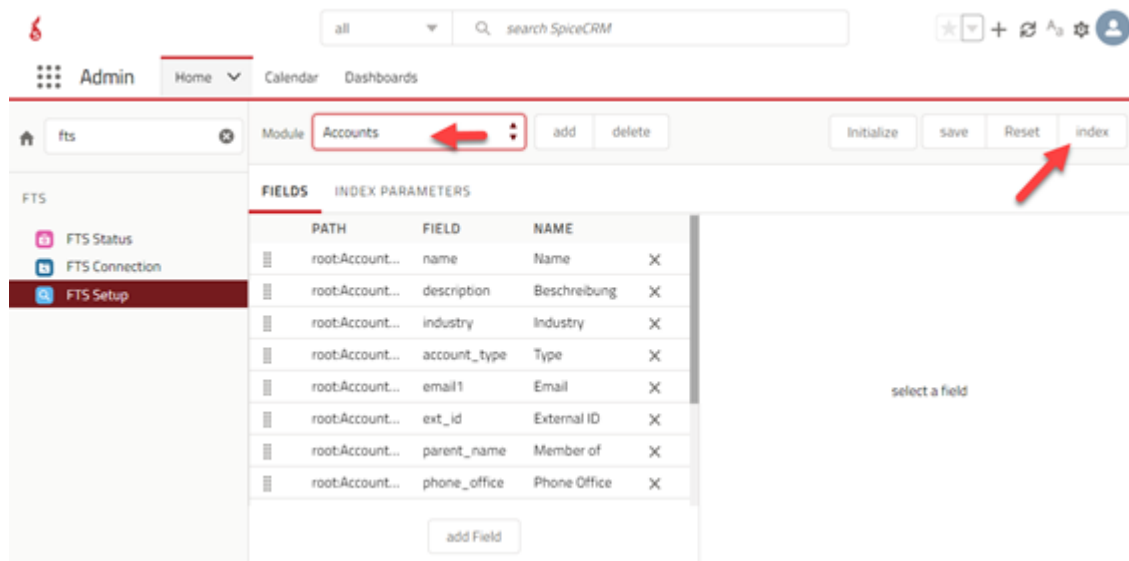 all search SpiceCRM Aa
Admin Home Calendar Dashboards
fts Module Accounts add delete Initialize save Reset index
FTS
FTS Status
FTS Connection
FTS Setup
FIELDS INDEX PARAMETERS
PATH FIELD NAME
root:Account... name Name
root:Account... description Beschreibung
root:Account... industry Industry
root:Account... account_type Type
root:Account... email1 Email
root:Account... ext_id External ID
root:Account... parent_name Member of
root:Account... phone_office Phone Office
add Field
select a field